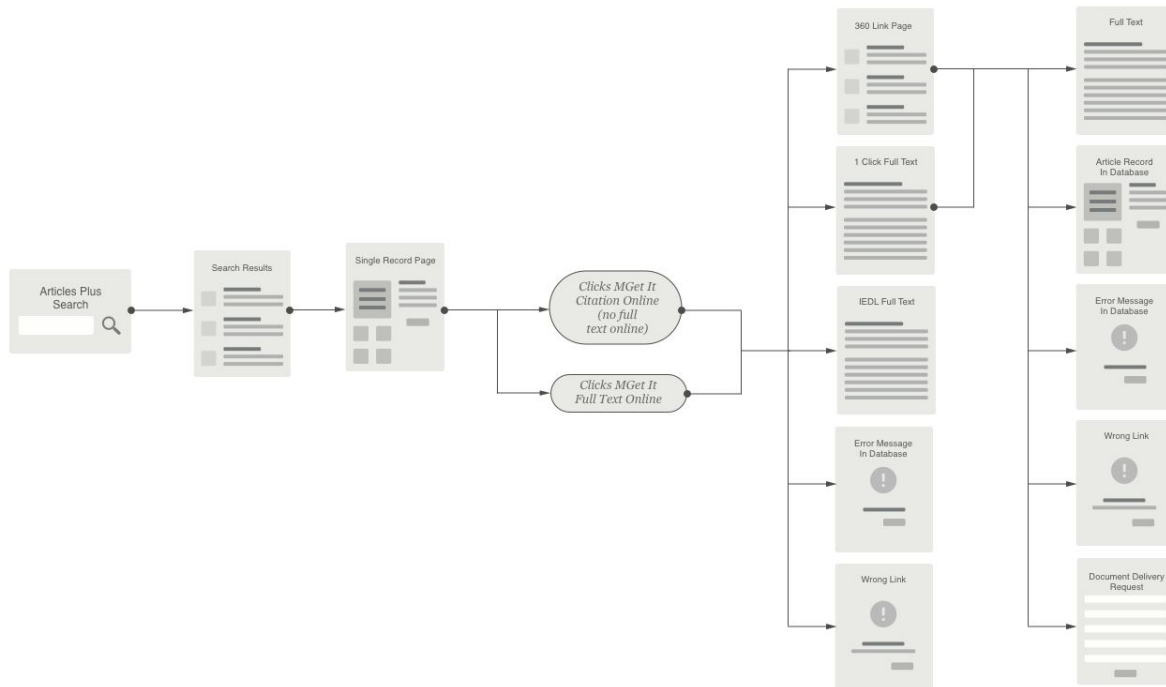 Articles Plus
Search
Search Results
Single Record Page
Clicks MGet It
Citation Online
(no full
text online)
Clicks MGet It
Full Text Online
360 Link Page
1 Click Full Text
IEDL Full Text
Error Message
In Database
Wrong Link
Full Text
Article Record
In Database
Error Message
In Database
Wrong Link
Document Delivery
Request